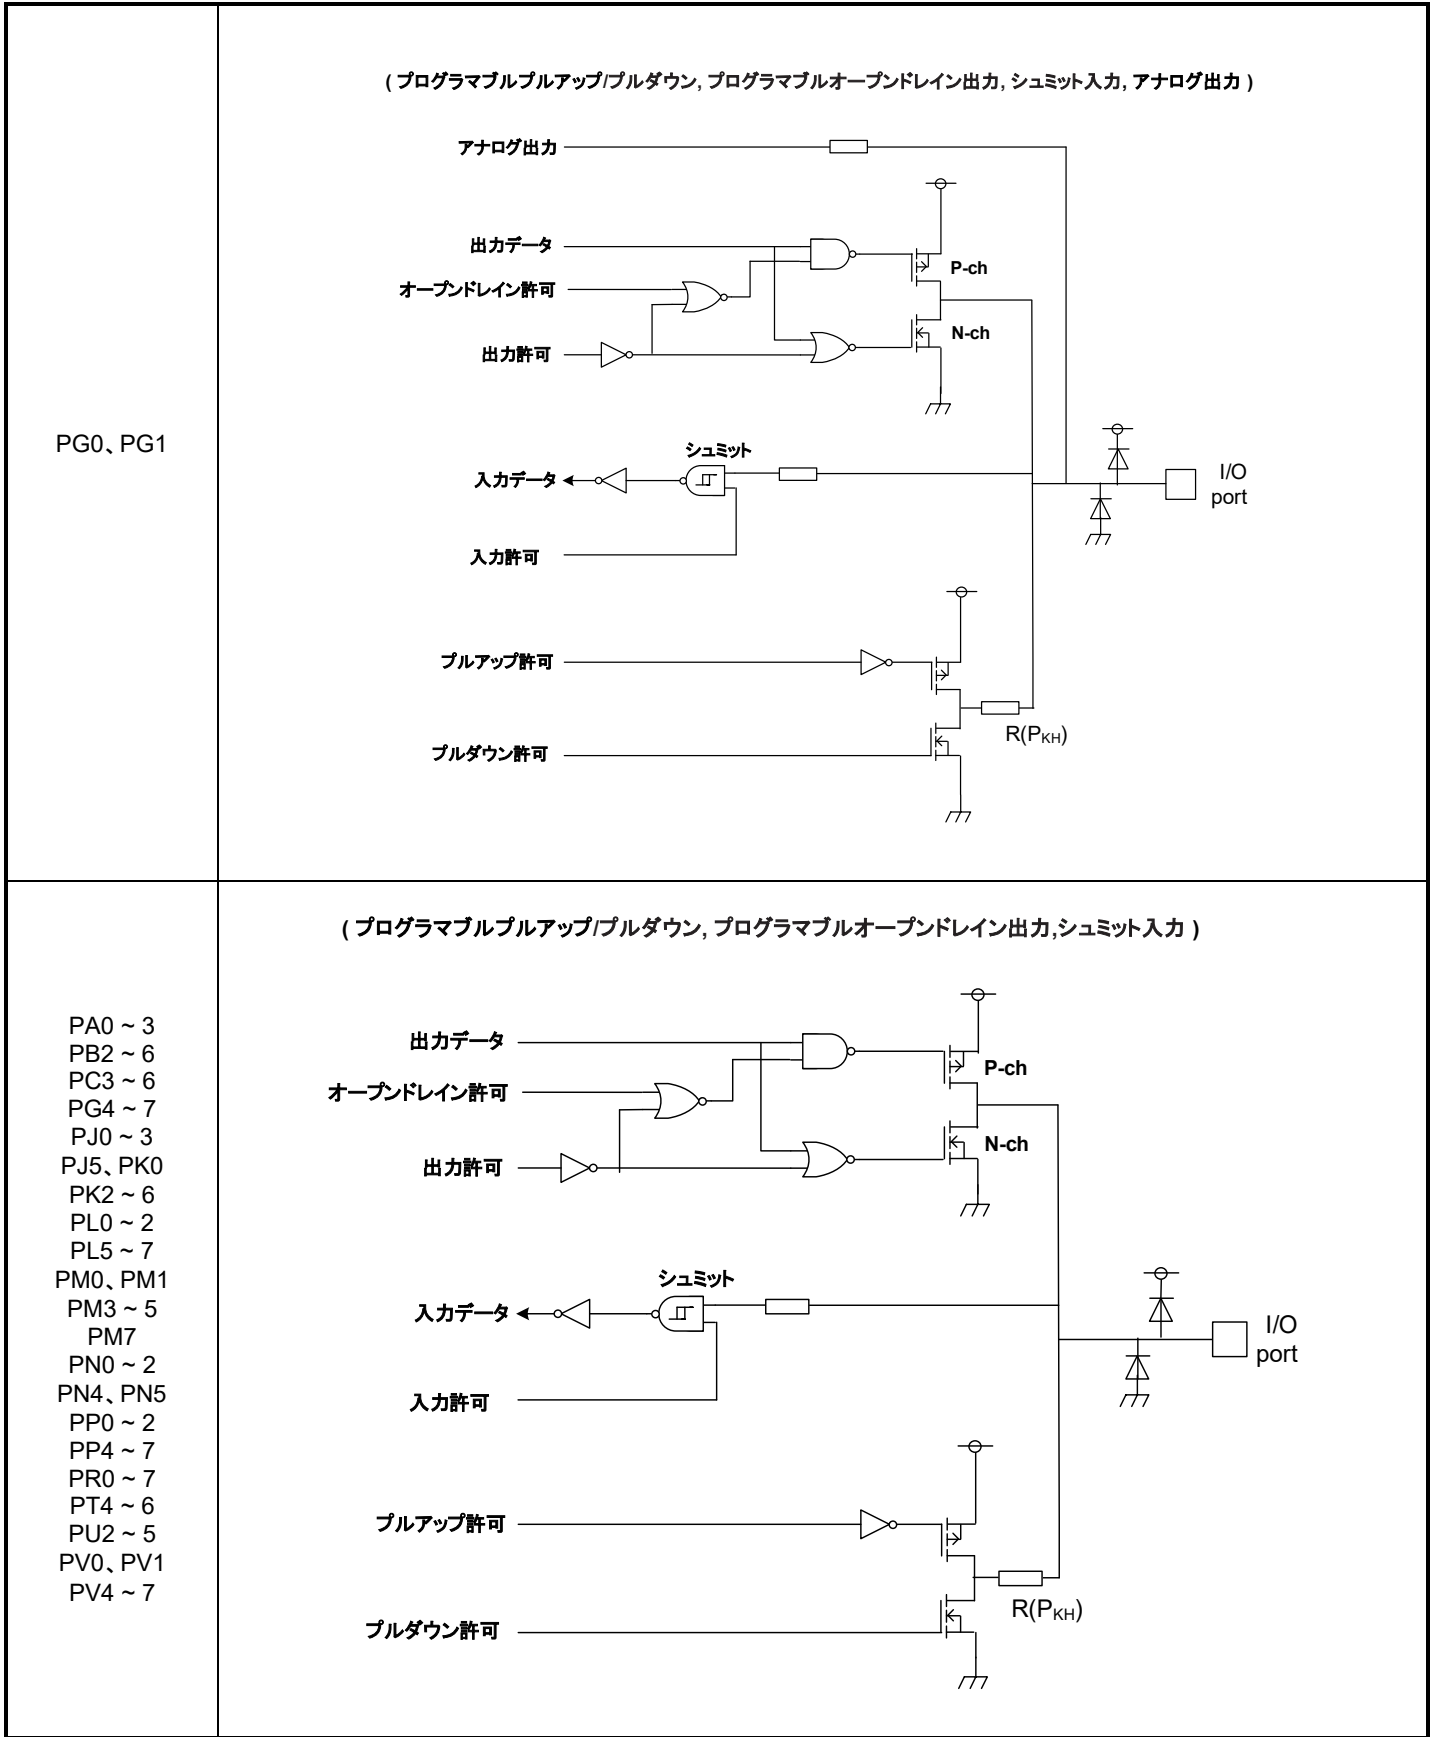 ( プログラマブルプルアップ/プルダウン, プログラマブルオープンドレイン出力, シュミット入力, アナログ出力 )
アナログ出力
出力データ
P-ch
オープンドレイン許可
N-ch
出力許可
PG0、PG1
シュミット
入力データ
I/O
port
入力許可
プルアップ許可
R(PKH)
プルダウン許可
( プログラマブルプルアップ/プルダウン, プログラマブルオープンドレイン出力,シュミット入力 )
PA0 ~ 3
PB2 ~ 6
PC3 ~ 6
PG4 ~ 7
PJ0 ~ 3
PJ5、PK0
PK2 ~ 6
PL0 ~ 2
PL5 ~ 7
PM0、PM1
PM3 ~ 5
PM7
PN0 ~ 2
PN4、PN5
PP0 ~ 2
PP4 ~ 7
PR0 ~ 7
PT4 ~ 6
PU2 ~ 5
PV0、PV1
PV4 ~ 7
出力データ
P-ch
オープンドレイン許可
N-ch
出力許可
シュミット
入力データ
I/O
port
入力許可
プルアップ許可
R(PKH)
プルダウン許可